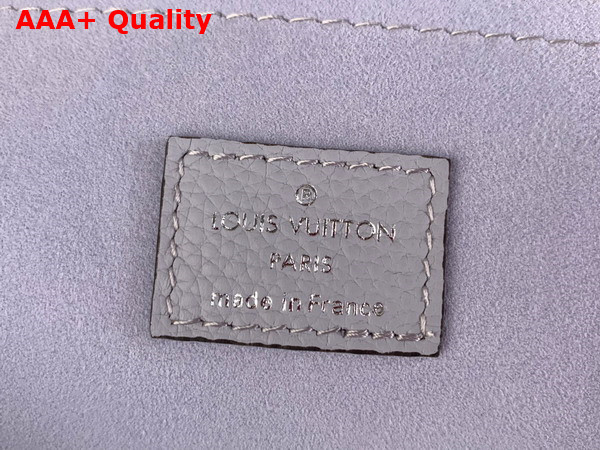 AAA+ Quality
®
LOUIS VUITTON
PARIS
made in France